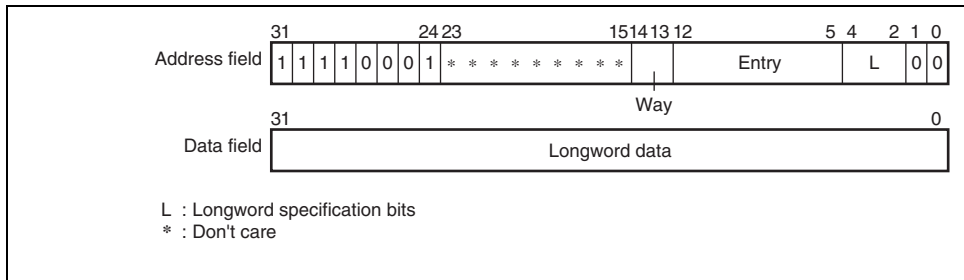 31 24 23 15 14 13 12 5 4 2 1 0
Address field 1 1 1 1 0 0 0 1 * * * * * * * * * Entry L 0 0
Way
31 0
Data field Longword data
L : Longword specification bits
* : Don't care